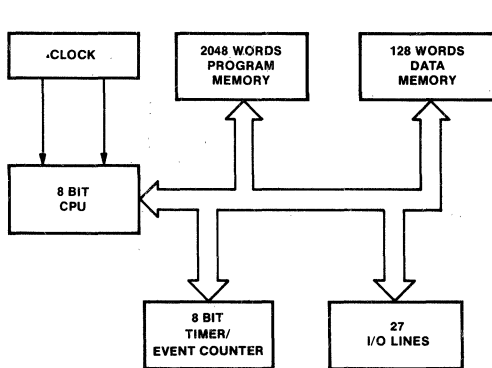 CLOCK
2048 WORDS
PROGRAM
MEMORY
128 WORDS
DATA
MEMORY
8 BIT
CPU
8 BIT
TIMER/
EVENT COUNTER
27
I/O LINES